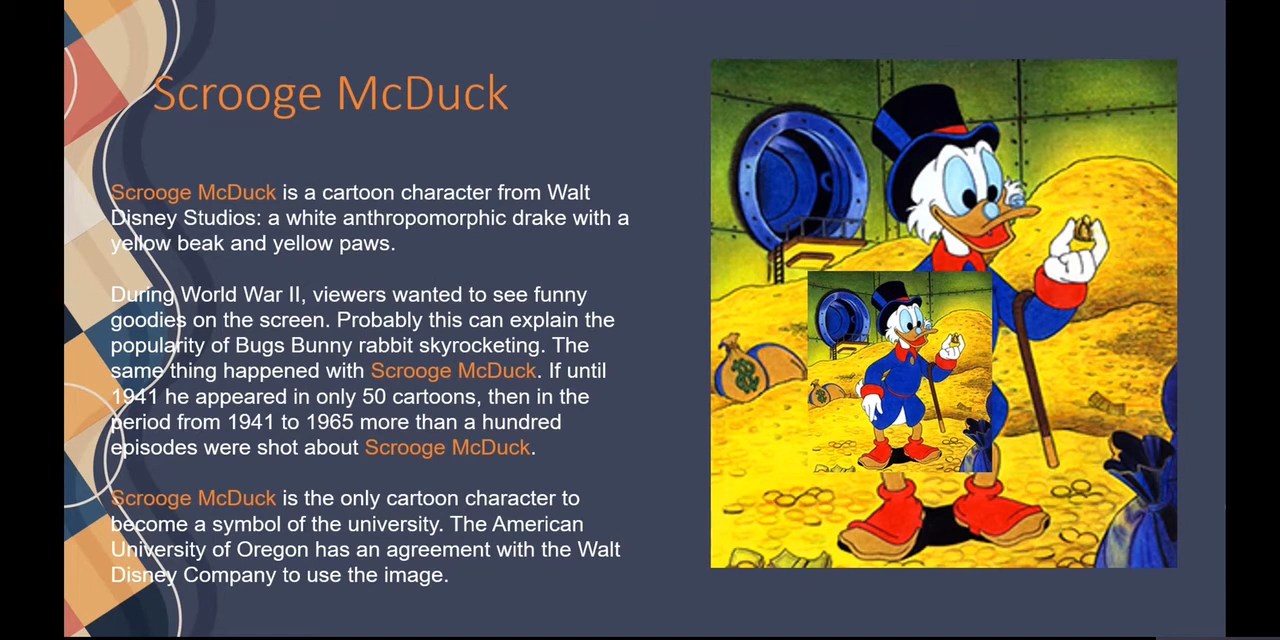 Scrooge McDuck
Scrooge McDuck is a cartoon character from Walt
Disney Studios: a white anthropomorphic drake with a
yellow beak and yellow paws.
During World War II, viewers wanted to see funny
goodies on the screen. Probably this can explain the
popularity of Bugs Bunny rabbit skyrocketing. The
same thing happened with Scrooge McDuck. If until
1941 he appeared in only 50 cartoons, then in the
period from 1941 to 1965 more than a hundred
episodes were shot about Scrooge McDuck.
Scrooge McDuck is the only cartoon character to
become a symbol of the university. The American
University of Oregon has an agreement with the Walt
Disney Company to use the image.